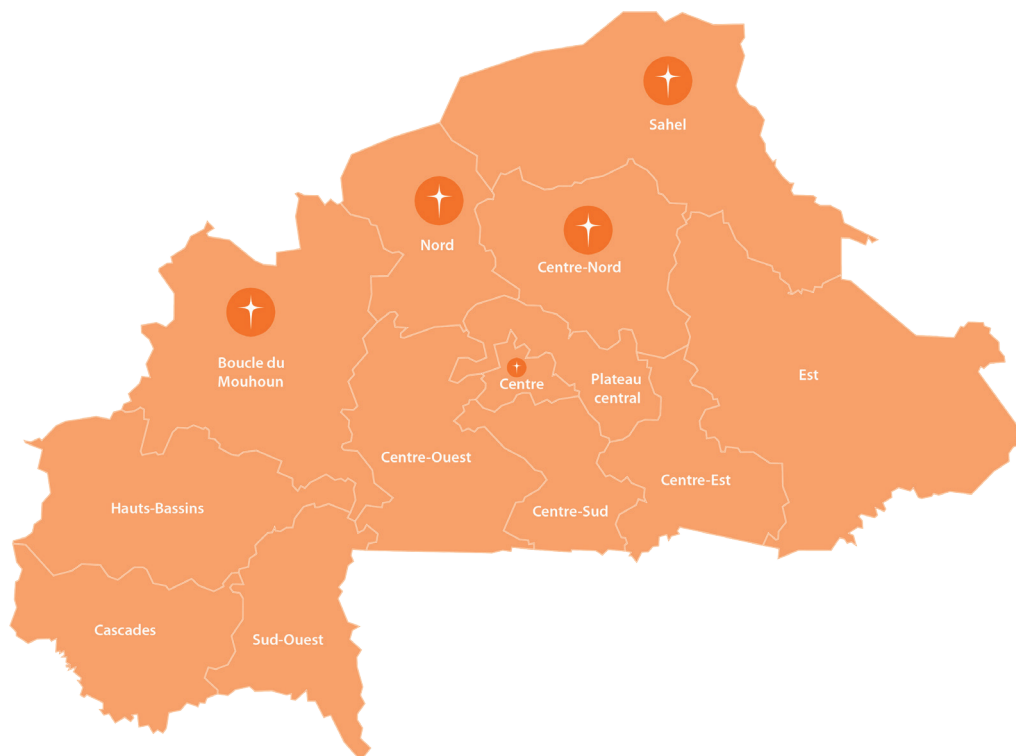 Sahel
Nord
Centre-Nord
Boucle du
Mouhoun
Centre
Plateau
central
Est
Centre-Ouest
Centre-Est
Hauts-Bassins
Centre-Sud
Cascades
Sud-Ouest